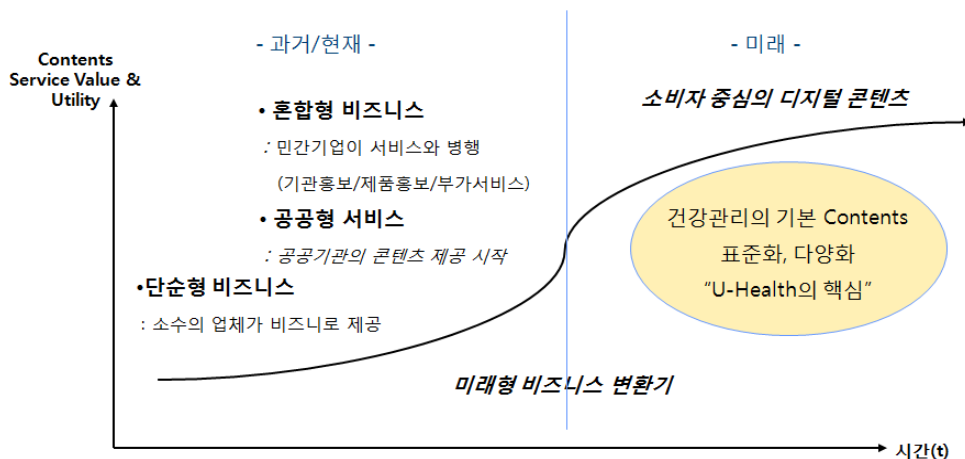 - 과거/현재 -
- 미래 -
Contents
Service Value &
Utility
소비자 중심의 디지털 콘텐츠
• 혼합형 비즈니스
: 민간기업이 서비스와 병행
(기관홍보/제품홍보/부가서비스)
• 공공형 서비스
: 공공기관의 콘텐츠 제공 시작
•단순형 비즈니스
: 소수의 업체가 비즈니로 제공
건강관리의 기본 Contents
표준화, 다양화
“U-Health의 핵심”
미래형 비즈니스 변환기
시간(t)